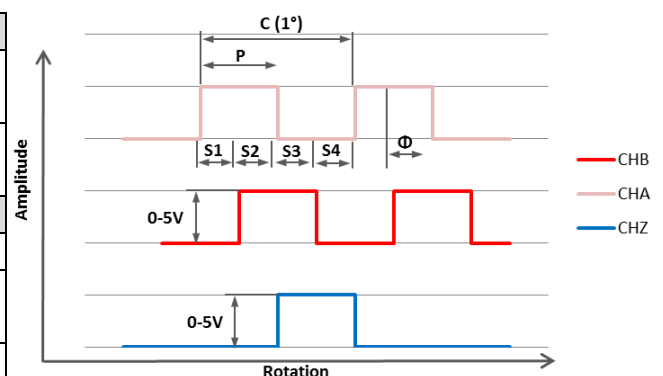 C (1°)
P
S1 S2 S3 S4 Φ
Amplitude
0-5V
0-5V
Rotation
CHB
CHA
CHZ